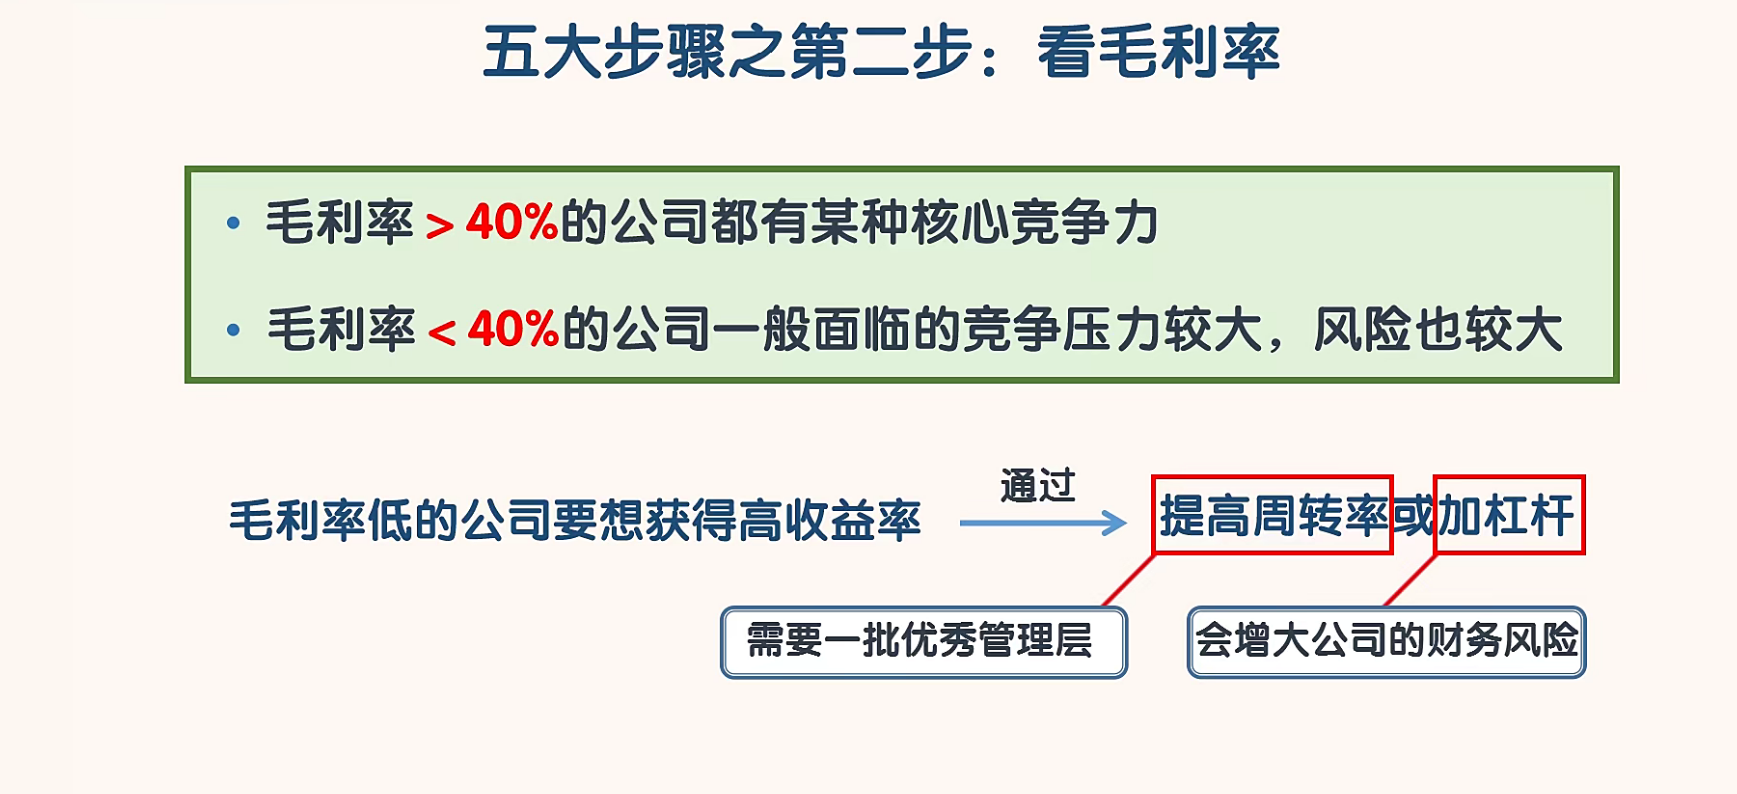 五大步骤之第二步：看毛利率
• 毛利率＞40%的公司都有某种核心竞争力
• 毛利率＜40%的公司一般面临的竞争压力较大，风险也较大
通过
毛利率低的公司要想获得高收益率 提高周转率或加杠杆
需要一批优秀管理层 会增大公司的财务风险